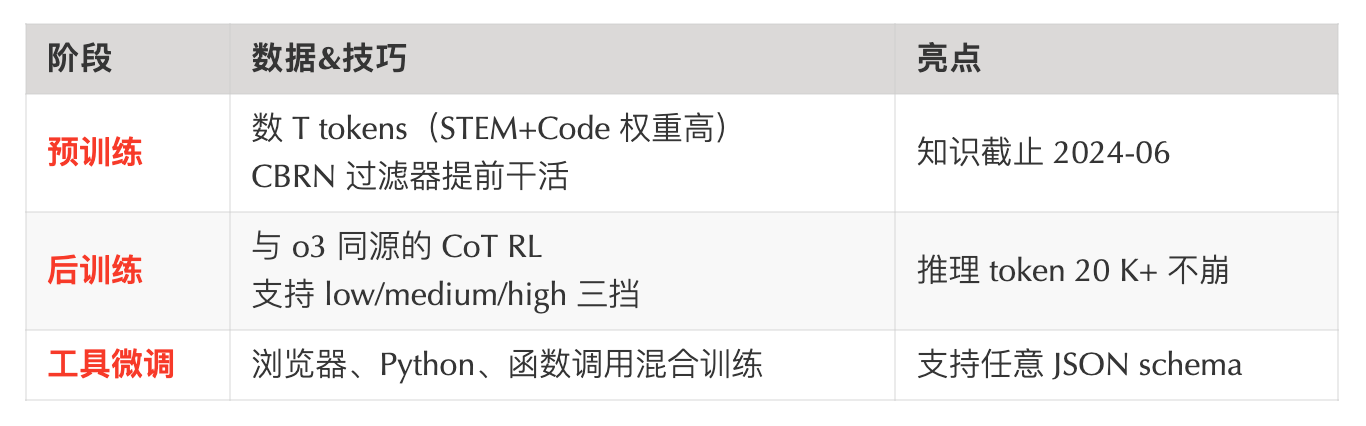 阶段 数据&技巧 亮点
预训练 数 T tokens（STEM+Code 权重高）
CBRN 过滤器提前干活 知识截止 2024-06
后训练 与 o3 同源的 CoT RL
支持 low/medium/high 三挡 推理 token 20 K+ 不崩
工具微调 浏览器、Python、函数调用混合训练 支持任意 JSON schema